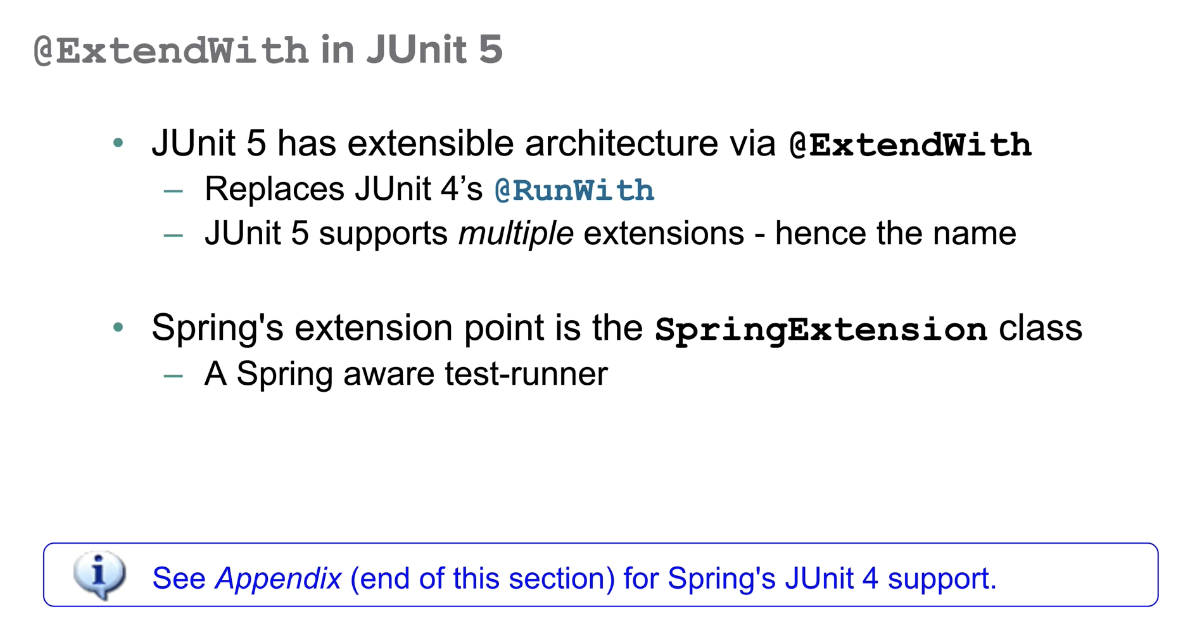 @ExtendWith in JUnit 5
• JUnit 5 has extensible architecture via @ExtendWith
– Replaces JUnit 4’s @RunWith
– JUnit 5 supports multiple extensions - hence the name
• Spring's extension point is the SpringExtension class
– A Spring aware test-runner
i See Appendix (end of this section) for Spring's JUnit 4 support.